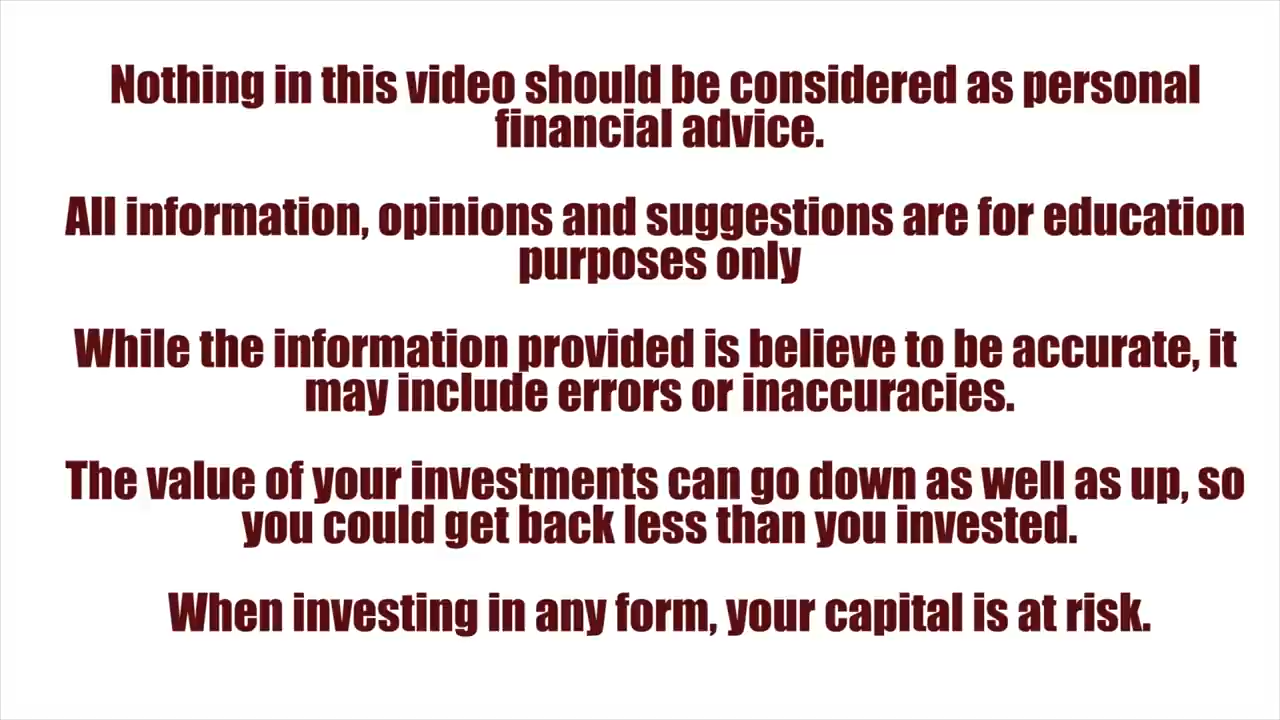 Nothing in this video should be considered as personal
financial advice.
All information, opinions and suggestions are for education
purposes only
While the information provided is believe to be accurate, it
may include errors or inaccuracies.
The value of your investments can go down as well as up, so
you could get back less than you invested.
When investing in any form, your capital is at risk.